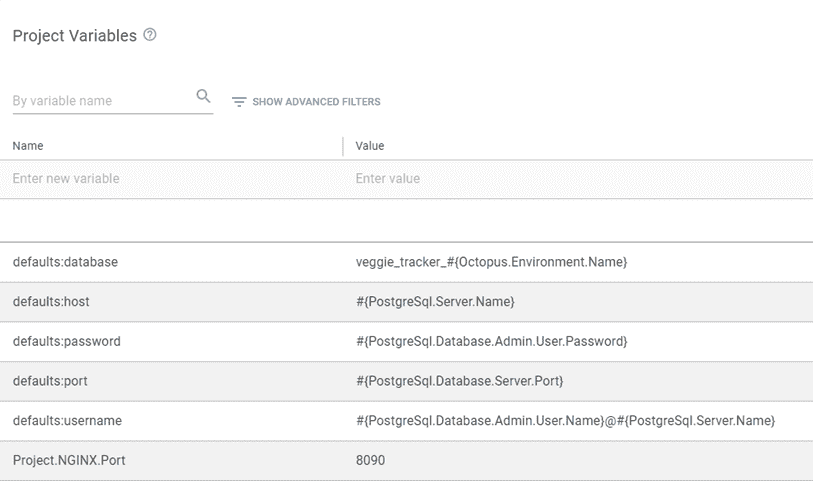 Project Variables ?
By variable name
SHOW ADVANCED FILTERS
Name Value
Enter new variable Enter value
defaults:database veggie_tracker_#{Octopus.Environment.Name}
defaults:host #{PostgreSql.Server.Name}
defaults:password #{PostgreSql.Database.Admin.User.Password}
defaults:port #{PostgreSql.Database.Server.Port}
defaults:username #{PostgreSql.Database.Admin.User.Name}@#{PostgreSql.Server.Name}
Project.NGINX.Port 8090